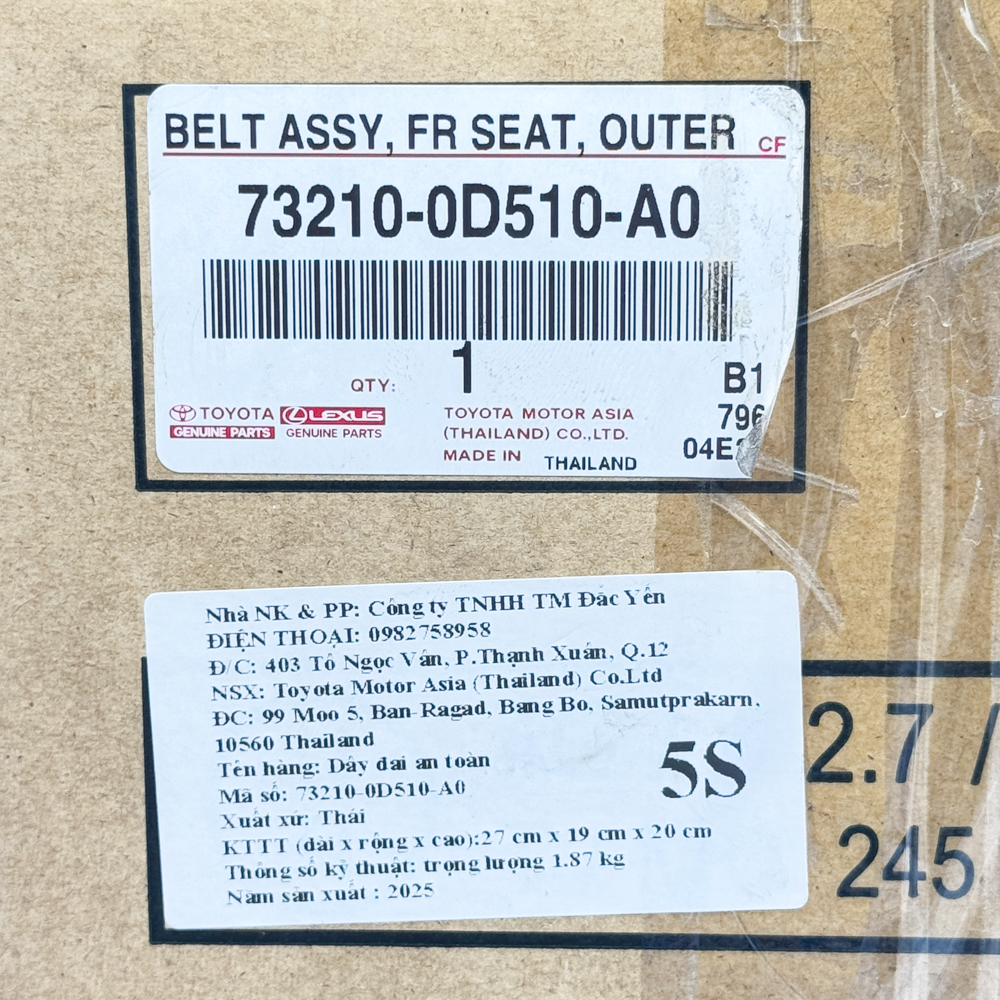 BELT ASSY, FR SEAT, OUTER CF
73210-0D510-A0
QTY: 1
B1
796
TOYOTA LEXUS
GENUINE PARTS GENUINE PARTS
TOYOTA MOTOR ASIA
(THAILAND) CO.,LTD.
MADE IN THAILAND
Nhà NK & PP: Công ty TNHH TM Đắc Yến
ĐIỆN THOẠI: 0982758958
Đ/C: 403 Tô Ngọc Vân, P.Thạnh Xuân, Q.12
NSX: Toyota Motor Asia (Thailand) Co.Ltd
ĐC: 99 Moo 5, Ban-Ragad, Bang Bo, Samutprakarn,
10560 Thailand
Tên hàng: Dây đai an toàn
Mã số: 73210-0D510-A0
Xuất xứ: Thái
KTTT (dài x rộng x cao):27 cm x 19 cm x 20 cm
Thông số kỹ thuật: trọng lượng 1.87 kg
Năm sản xuất : 2025
5S
2.7 /
245